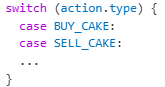 switch (action.type) {
  case BUY_CAKE:
  case SELL_CAKE:
  ...
}